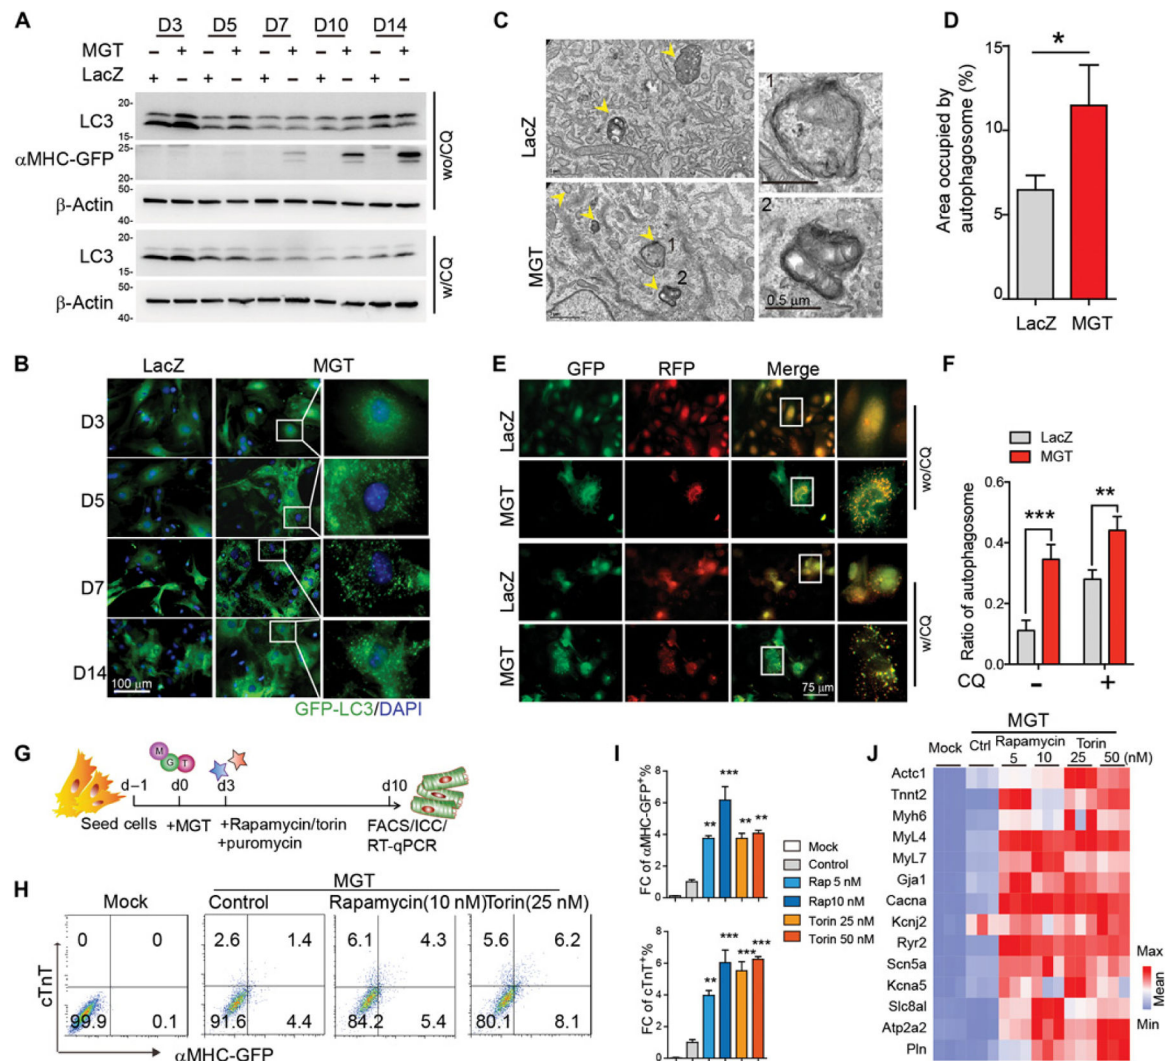 A
D3 D5 D7 D10 D14
MGT − + − + − + − + − +
LacZ + − + − + − + − + −
20-
LC3
15-
25-
αMHC-GFP
20-
50-
β-Actin
40-
wo/CQ
20-
LC3
15-
50-
β-Actin
40-
w/CQ
B
LacZ MGT
D3
D5
D7
D14
100 μm
GFP-LC3/DAPI
C
LacZ
MGT
1
2
1
2
0.5 μm
D
Area occupied by
autophagosome (%)
15
10
5
0
*
LacZ MGT
E
GFP RFP Merge
LacZ
MGT
wo/CQ
LacZ
MGT
w/CQ
75 μm
F
LacZ
MGT
Ratio of autophagosome
0.6
0.4
0.2
0.0
***
**
CQ − +
G
M G T
d−1 d0 d3 d10
Seed cells +MGT +Rapamycin/torin
+puromycin
FACS/ICC/
RT-qPCR
H
MGT
Mock Control Rapamycin(10 nM) Torin(25 nM)
0 0 2.6 1.4 6.1 4.3 5.6 6.2
99.9 0.1 91.6 4.4 84.2 5.4 80.1 8.1
cTnT
αMHC-GFP
I
FC of αMHC-GFP+%
8
6
4
2
0
** *** ** **
Mock
Control
Rap 5 nM
Rap10 nM
Torin 25 nM
Torin 50 nM
FC of cTnT+%
8
6
4
2
0
** *** *** ***
J
MGT
Mock Ctrl Rapamycin Torin
5 10 25 50 (nM)
Actc1
Tnnt2
Myh6
MyL4
MyL7
Gja1
Cacna
Kcnj2
Ryr2
Scn5a
Kcna5
Slc8al
Atp2a2
Pln
Max
Mean
Min